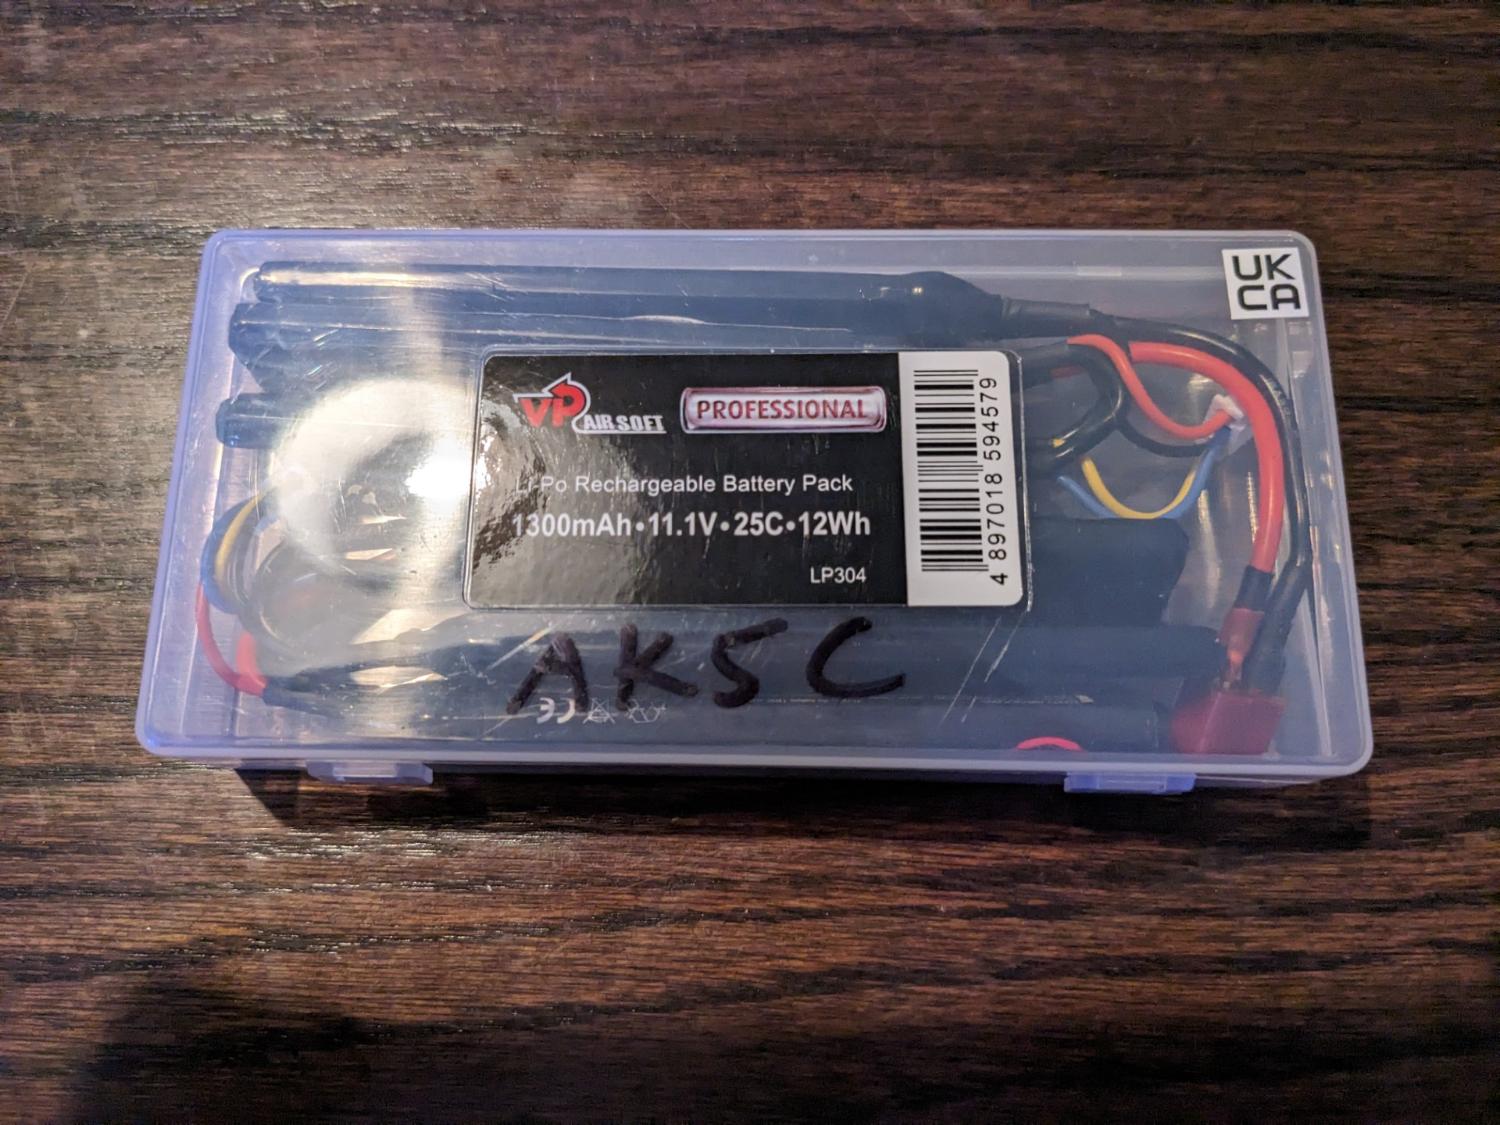 UK
CA
VP
AIRSOFT
PROFESSIONAL
Li-Po Rechargeable Battery Pack
1300mAh•11.1V•25C•12Wh
LP304
4 897018 594579
AK5C
CE